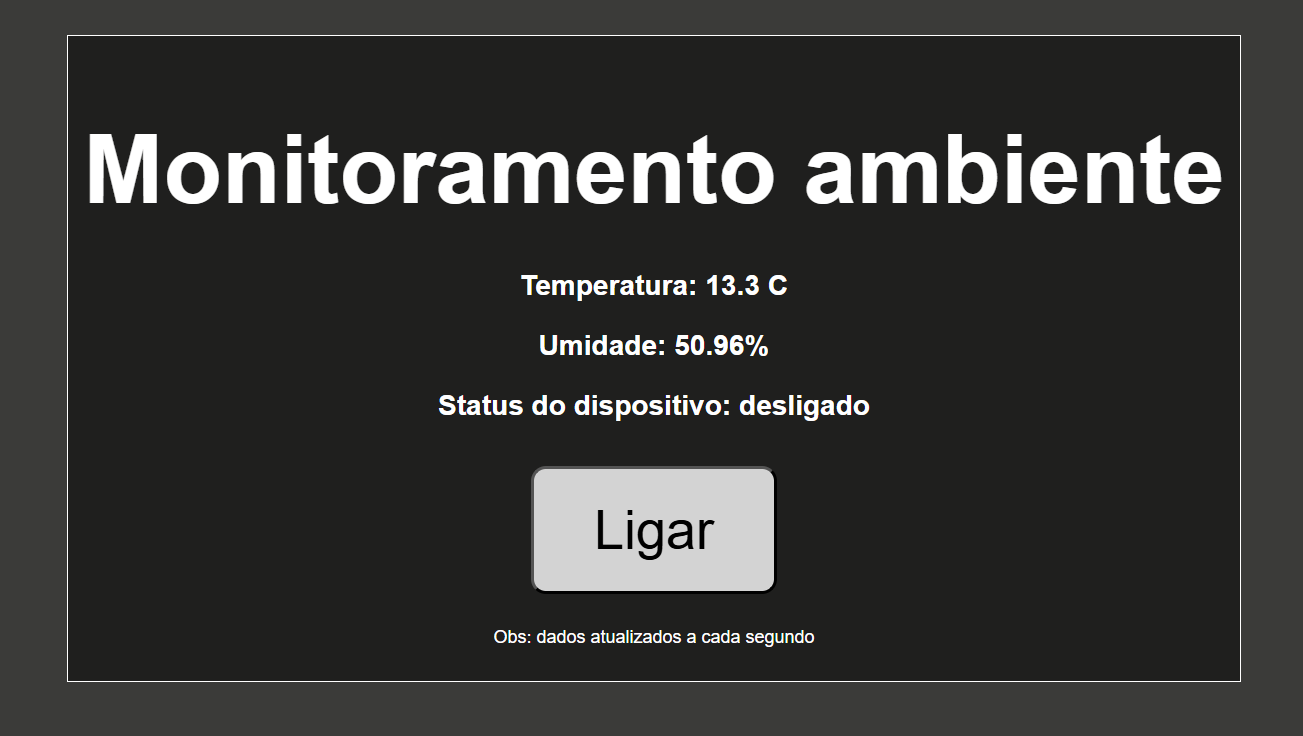 Monitoramento ambiente
Temperatura: 13.3 C
Umidade: 50.96%
Status do dispositivo: desligado
Ligar
Obs: dados atualizados a cada segundo